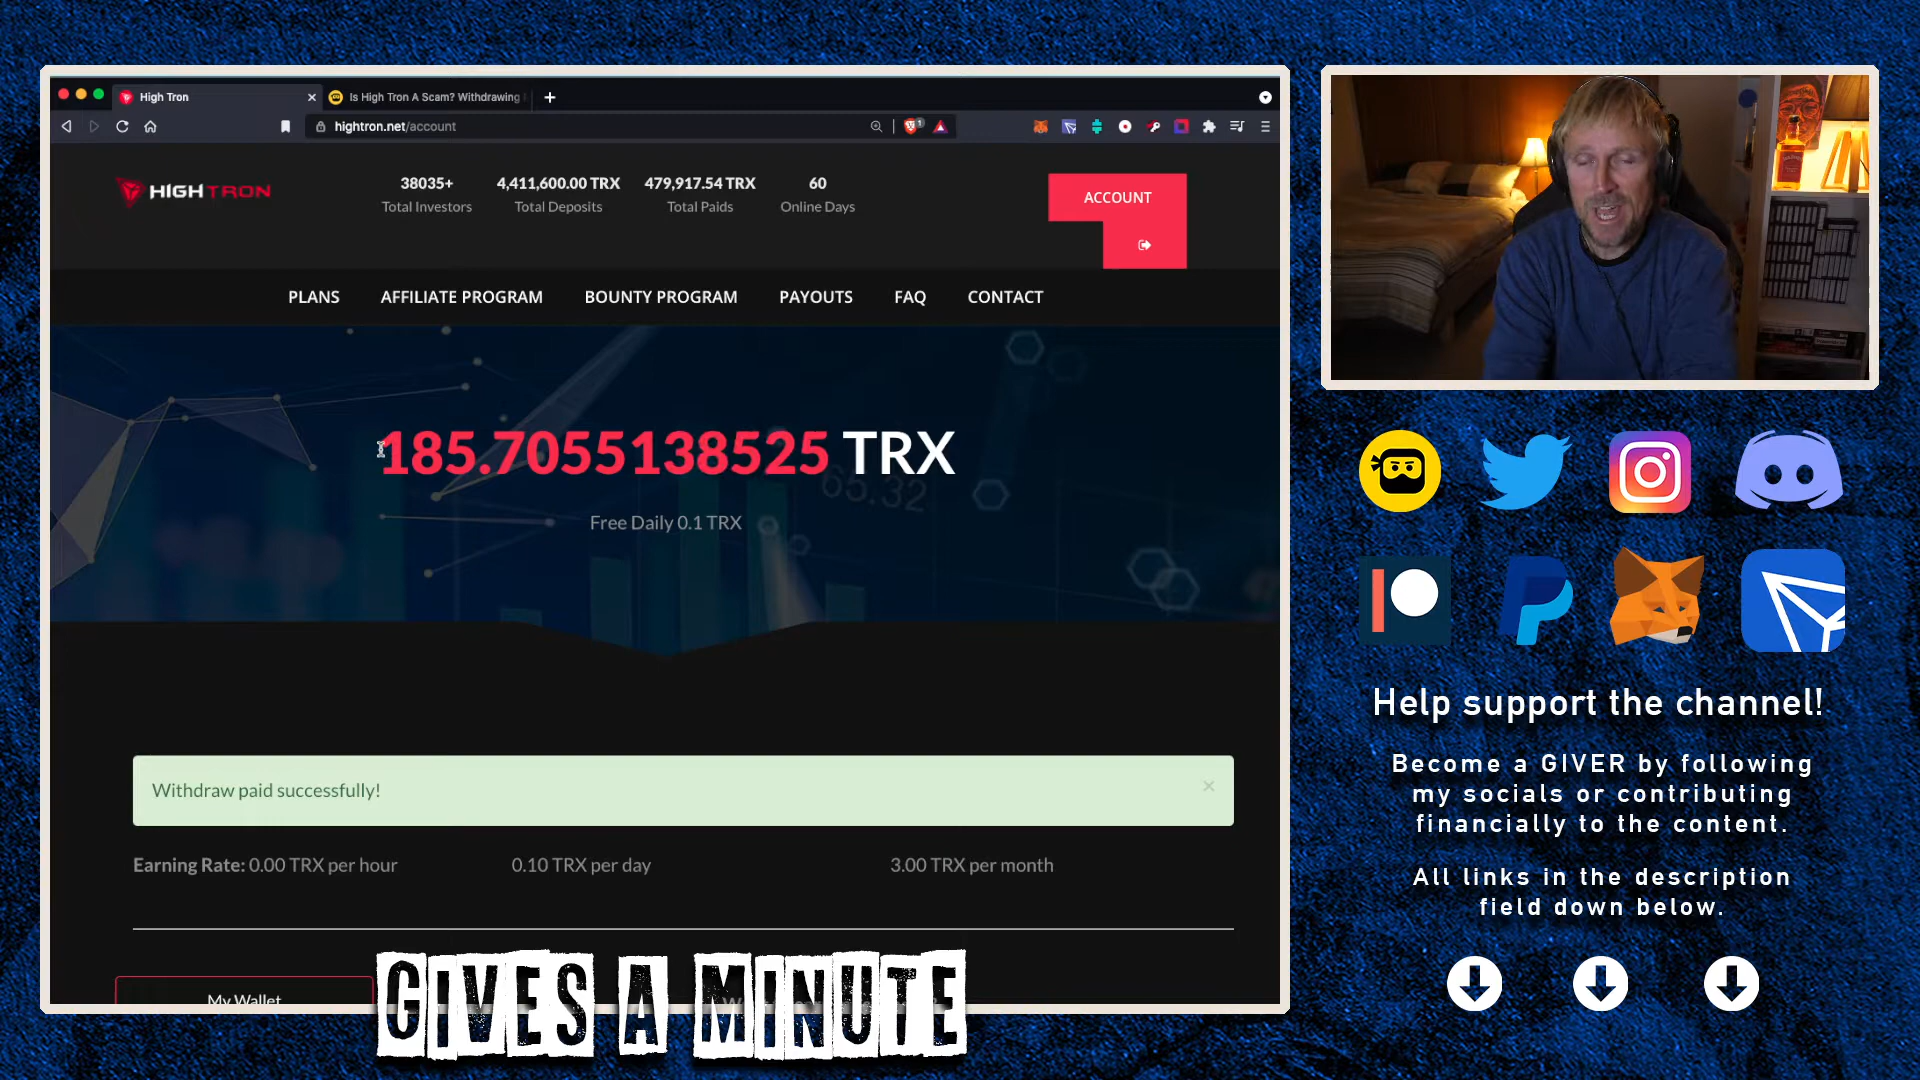 High Tron
Is High Tron A Scam? Withdrawing
hightron.net/account
HIGHTRON
38035+
Total Investors
4,411,600.00 TRX
Total Deposits
479,917.54 TRX
Total Paids
60
Online Days
ACCOUNT
PLANS
AFFILIATE PROGRAM
BOUNTY PROGRAM
PAYOUTS
FAQ
CONTACT
185.7055138525 TRX
65.32
Free Daily 0.1 TRX
Withdraw paid successfully!
Earning Rate: 0.00 TRX per hour
0.10 TRX per day
3.00 TRX per month
My Wallet
GIVES A MINUTE
Help support the channel!
Become a GIVER by following
my socials or contributing
financially to the content.
All links in the description
field down below.